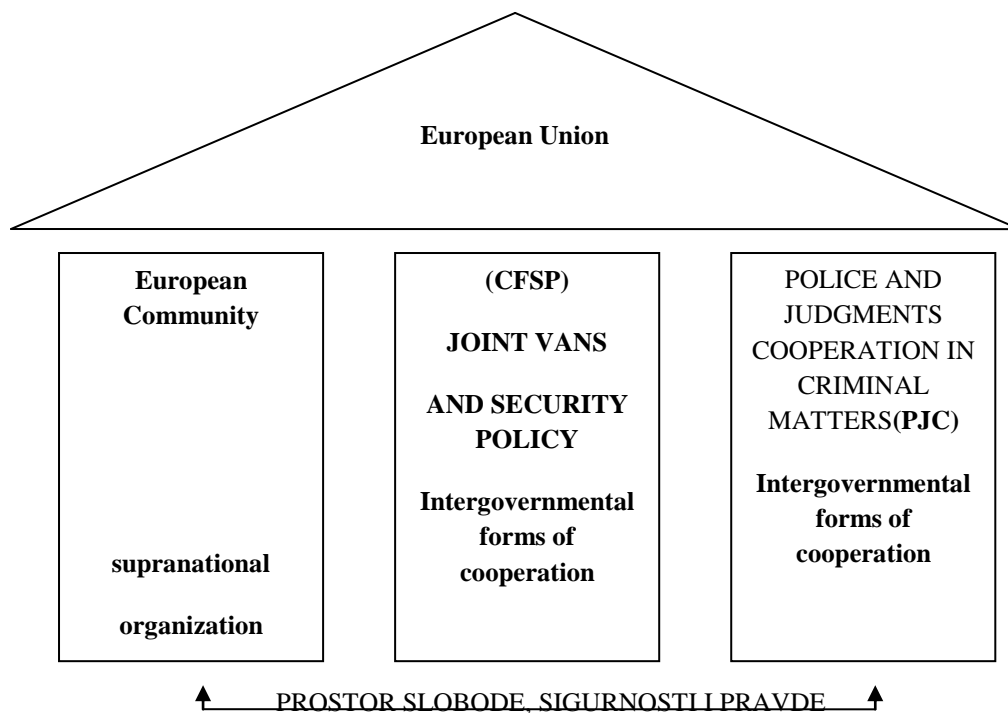 European Union
European
Community
supranational
organization
(CFSP)
JOINT VANS
AND SECURITY
POLICY
Intergovernmental
forms of
cooperation
POLICE AND
JUDGMENTS
COOPERATION IN
CRIMINAL
MATTERS(PJC)
Intergovernmental
forms of
cooperation
PROSTOR SLOBODE, SIGURNOSTI I PRAVDE